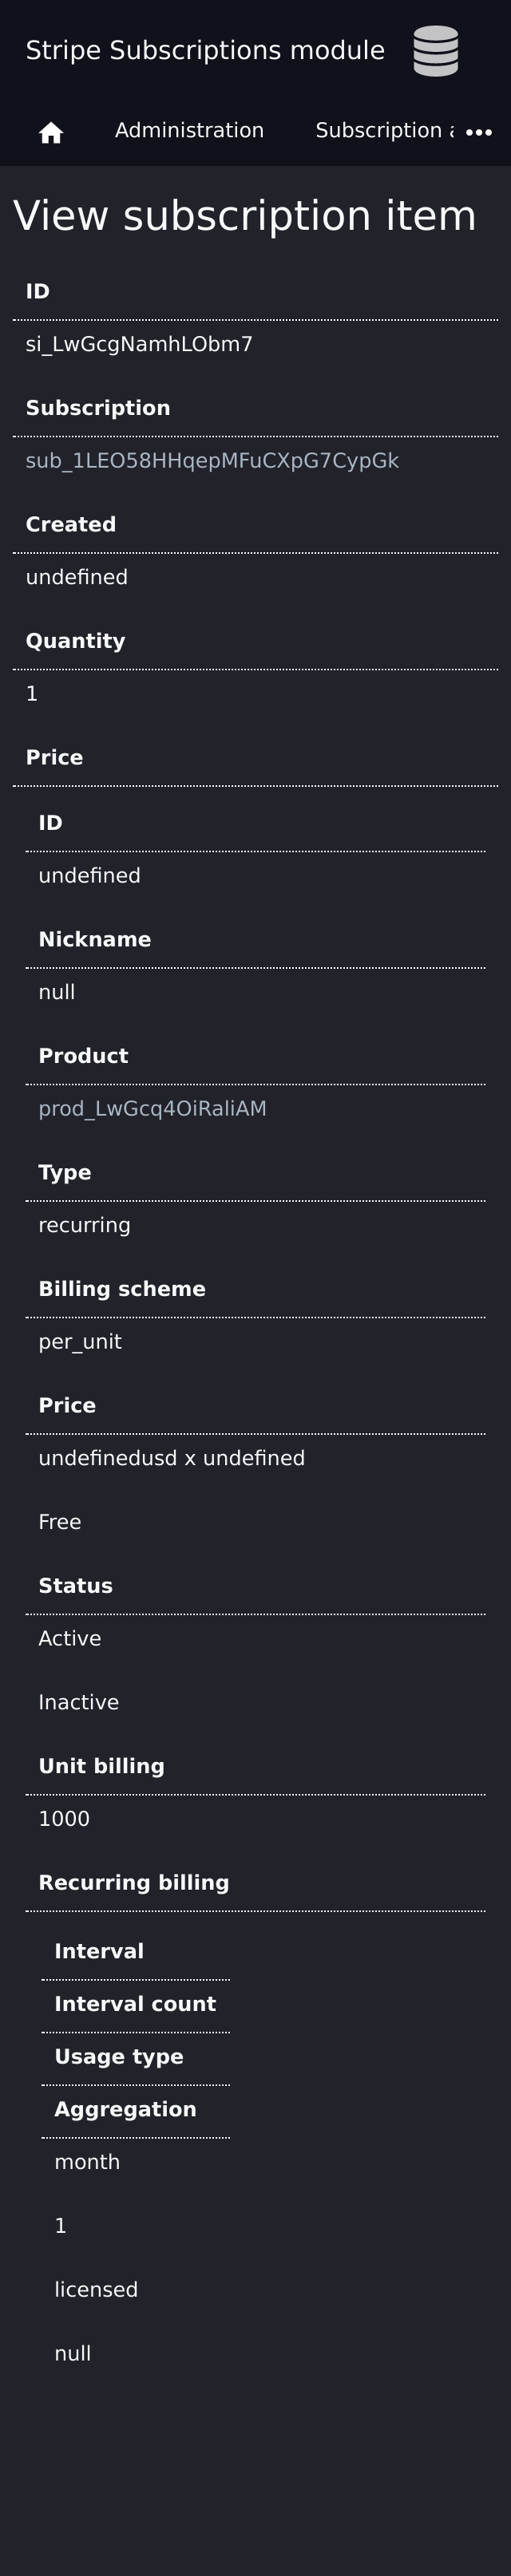 Stripe Subscriptions module
Administration
Subscription a
View subscription item
ID
si_LwGcgNamhLObm7
Subscription
sub_1LEO58HHqepMFuCXpG7CypGk
Created
undefined
Quantity
1
Price
ID
undefined
Nickname
null
Product
prod_LwGcq4OiRaliAM
Type
recurring
Billing scheme
per_unit
Price
undefinedusd x undefined
Free
Status
Active
Inactive
Unit billing
1000
Recurring billing
Interval
Interval count
Usage type
Aggregation
month
1
licensed
null